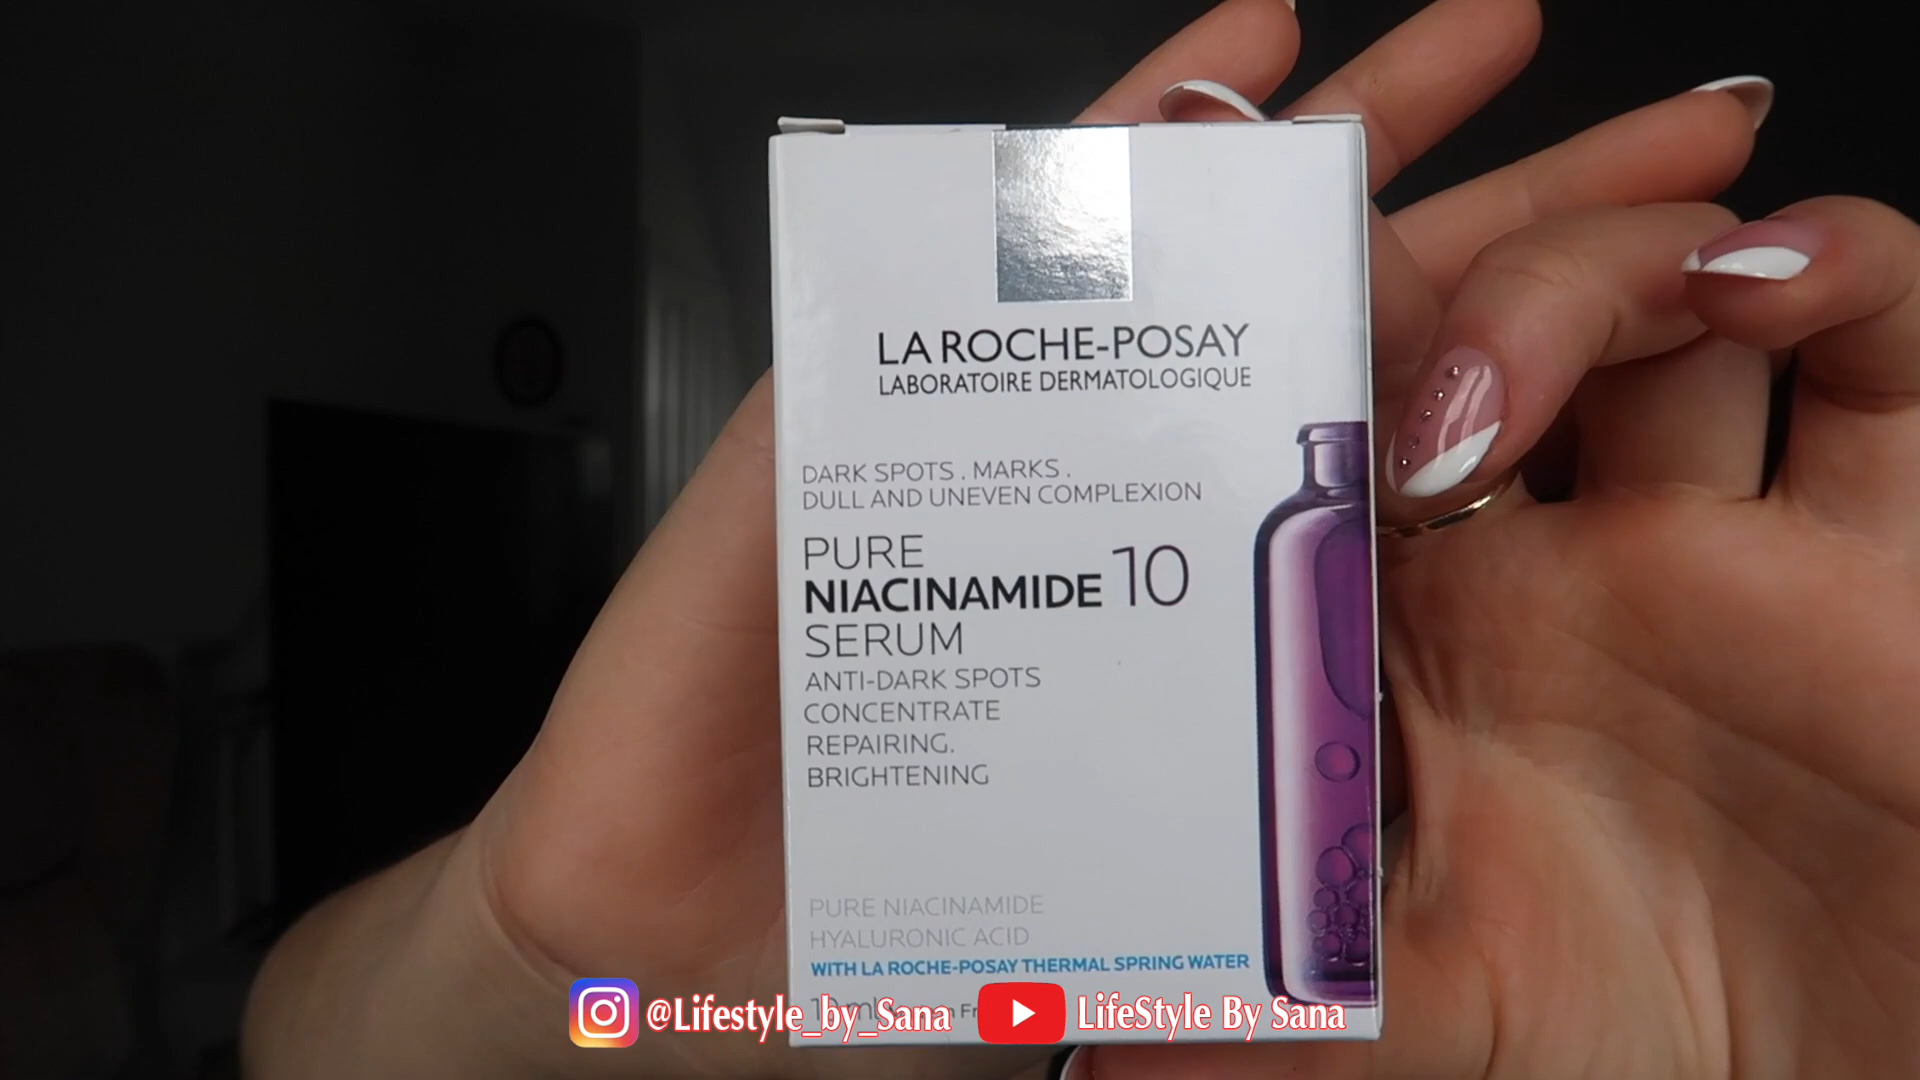 LA ROCHE-POSAY
LABORATOIRE DERMATOLOGIQUE
DARK SPOTS . MARKS .
DULL AND UNEVEN COMPLEXION
PURE
NIACINAMIDE 10
SERUM
ANTI-DARK SPOTS
CONCENTRATE
REPAIRING.
BRIGHTENING
PURE NIACINAMIDE
HYALURONIC ACID
WITH LA ROCHE-POSAY THERMAL SPRING WATER
@Lifestyle_by_Sana LifeStyle By Sana